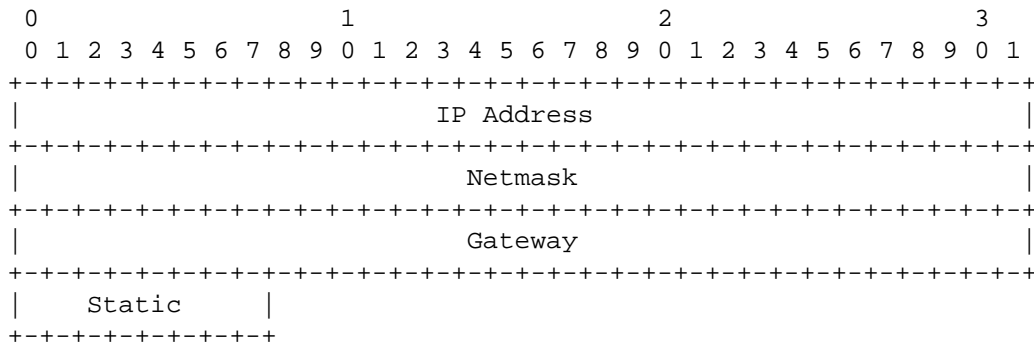 0                   1                   2                   3
 0 1 2 3 4 5 6 7 8 9 0 1 2 3 4 5 6 7 8 9 0 1 2 3 4 5 6 7 8 9 0 1
+-+-+-+-+-+-+-+-+-+-+-+-+-+-+-+-+-+-+-+-+-+-+-+-+-+-+-+-+-+-+-+-+
|                          IP Address                           |
+-+-+-+-+-+-+-+-+-+-+-+-+-+-+-+-+-+-+-+-+-+-+-+-+-+-+-+-+-+-+-+-+
|                            Netmask                            |
+-+-+-+-+-+-+-+-+-+-+-+-+-+-+-+-+-+-+-+-+-+-+-+-+-+-+-+-+-+-+-+-+
|                            Gateway                            |
+-+-+-+-+-+-+-+-+-+-+-+-+-+-+-+-+-+-+-+-+-+-+-+-+-+-+-+-+-+-+-+-+
|    Static     |
+-+-+-+-+-+-+-+-+